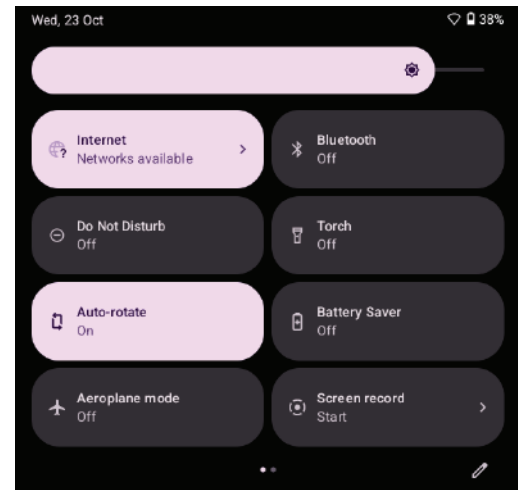 Wed, 23 Oct 38%
Internet
Networks available
Bluetooth
Off
Do Not Disturb
Off
Torch
Off
Auto-rotate
On
Battery Saver
Off
Aeroplane mode
Off
Screen record
Start